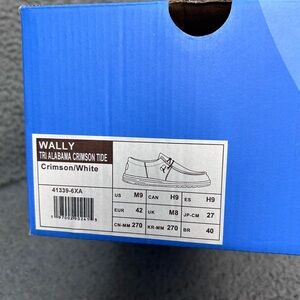 WALLY
TRI ALABAMA CRIMSON TIDE
Crimson/White
41339-6XA
US M9 CAN H9 ES H9
EUR 42 UK M8 JP-CM 27
CN-MM 270 KR-MM 270 BR 40